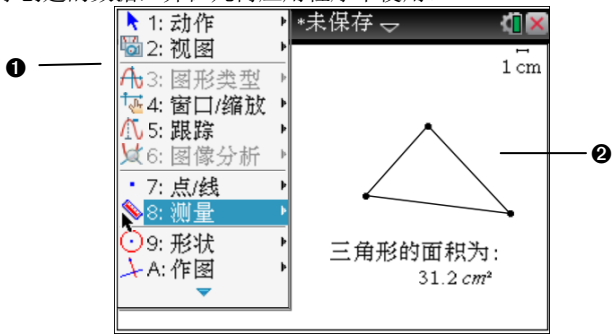 *未保存
1: 动作
2: 视图
3: 图形类型
4: 窗口/缩放
5: 跟踪
6: 图像分析
7: 点/线
8: 测量
9: 形状
A: 作图
❶
1 cm
❷
三角形的面积为:
31.2 cm²